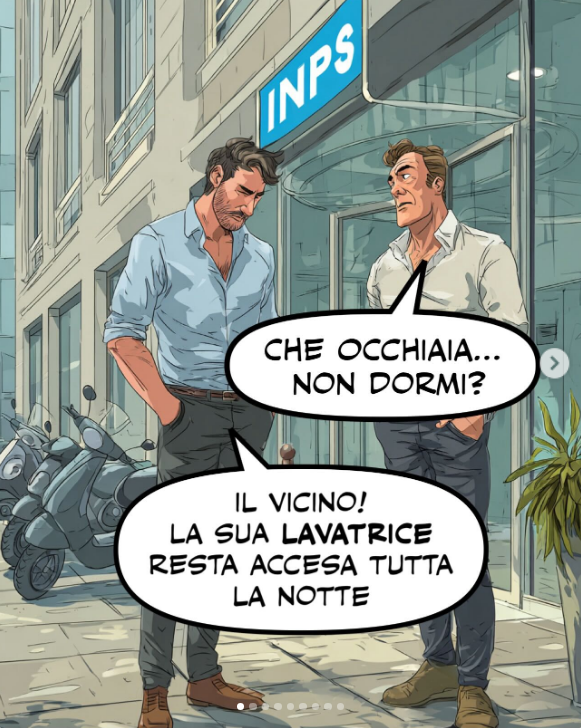 INPS
CHE OCCHIAIA...
NON DORMI?
IL VICINO!
LA SUA LAVATRICE
RESTA ACCESA TUTTA
LA NOTTE